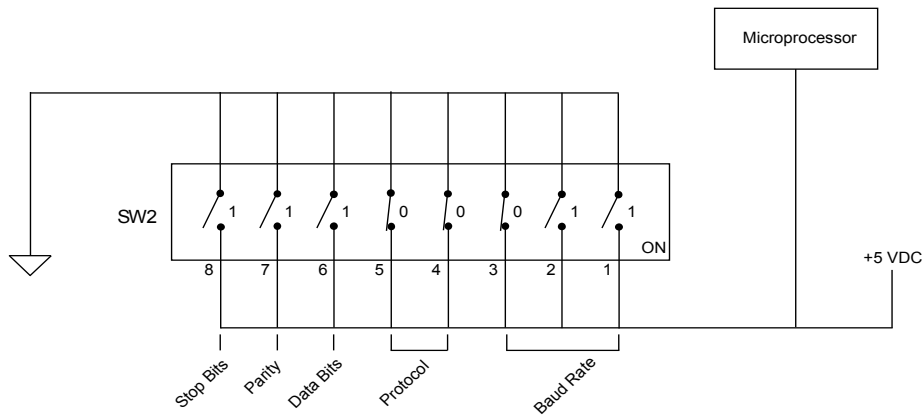 Microprocessor
SW2
1 1 1 0 0 0 1 1
ON
8 7 6 5 4 3 2 1
+5 VDC
Stop Bits
Parity
Data Bits
Protocol
Baud Rate